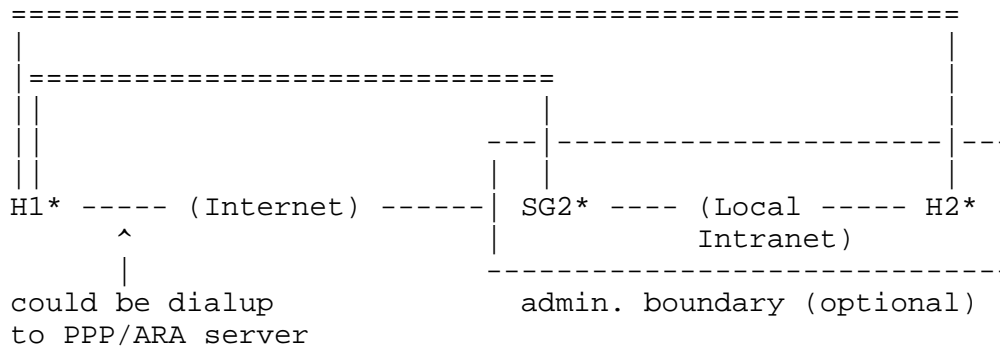 ======================================================
|                                                    |
|==============================                      |
||                             |                     |
||                          ---|----------------------|---
||                          |  |                     |
H1* ----- (Internet) ------| SG2* ---- (Local ----- H2*
      ^                    |           Intranet)
      |                    ------------------------------
could be dialup              admin. boundary (optional)
to PPP/ARA server